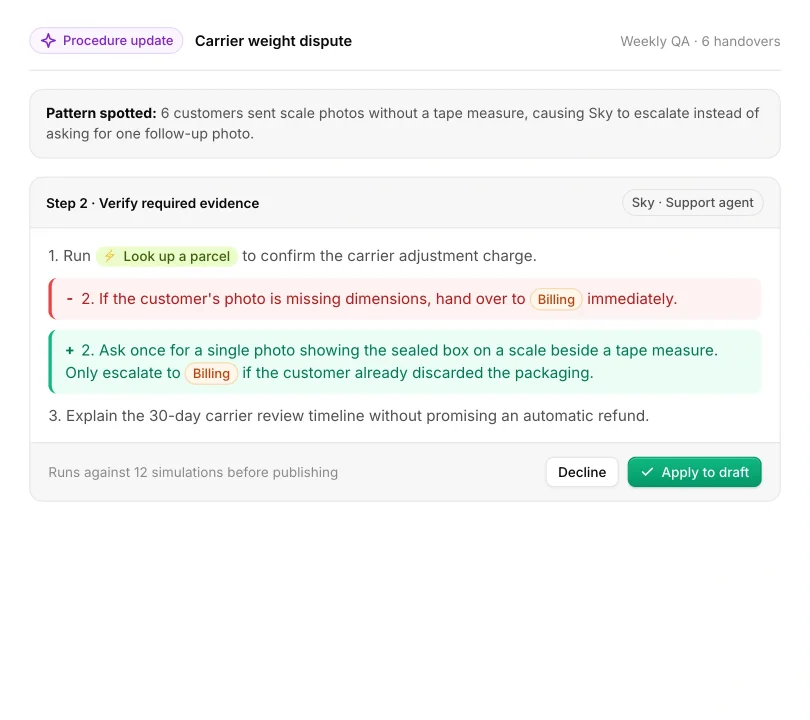 Procedure update
Carrier weight dispute
Weekly QA · 6 handovers
Pattern spotted: 6 customers sent scale photos without a tape measure, causing Sky to escalate instead of
asking for one follow-up photo.
Step 2 · Verify required evidence
Sky · Support agent
1. Run ⚡ Look up a parcel to confirm the carrier adjustment charge.
- 2. If the customer's photo is missing dimensions, hand over to Billing immediately.
+ 2. Ask once for a single photo showing the sealed box on a scale beside a tape measure.
Only escalate to Billing if the customer already discarded the packaging.
3. Explain the 30-day carrier review timeline without promising an automatic refund.
Runs against 12 simulations before publishing
Decline
Apply to draft